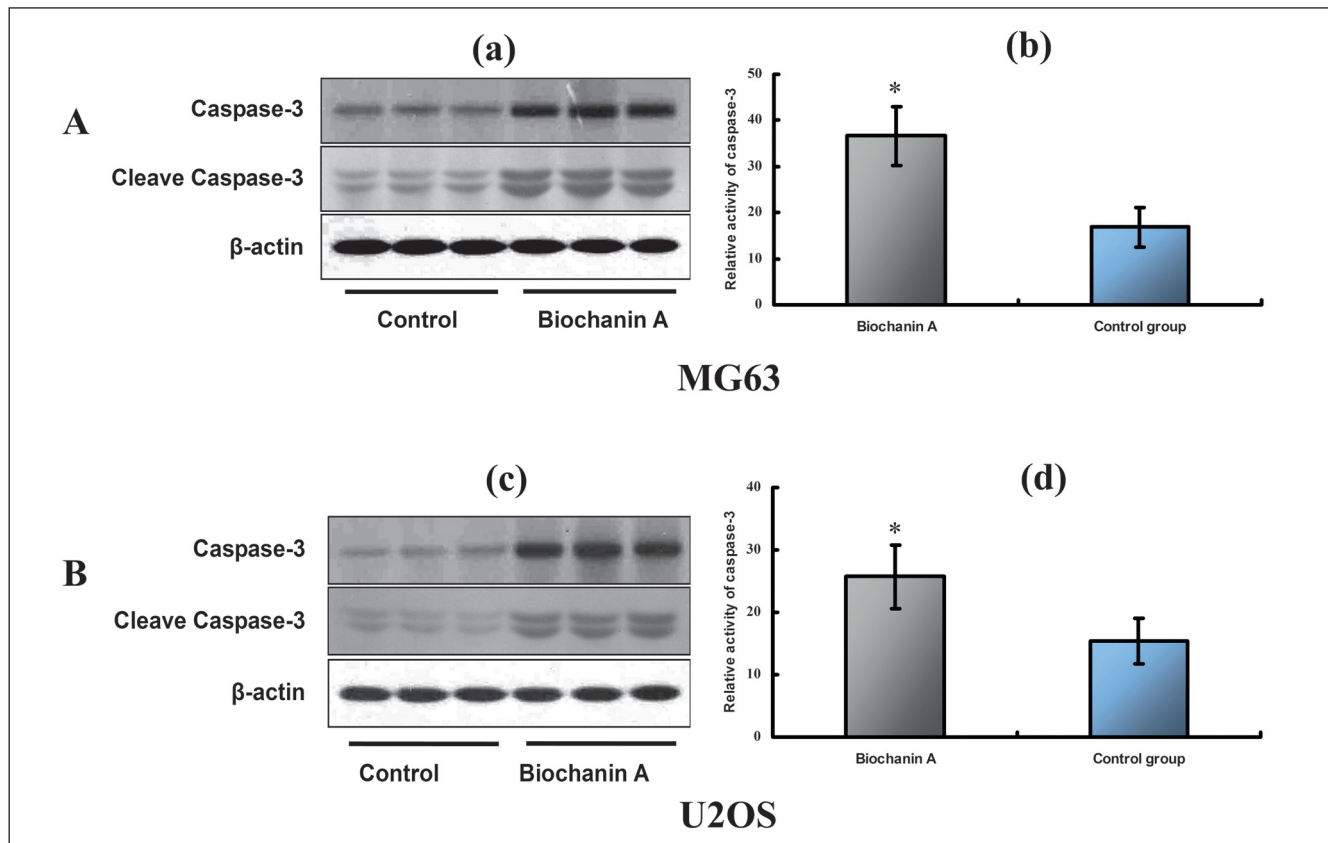 (a)
(b)
A
Caspase-3
Cleave Caspase-3
β-actin
Control
Biochanin A
Relative activity of caspase-3
50
40
30
20
10
0
*
Biochanin A
Control group
MG63
(c)
(d)
B
Caspase-3
Cleave Caspase-3
β-actin
Control
Biochanin A
Relative activity of caspase-3
40
30
20
10
0
*
Biochanin A
Control group
U2OS